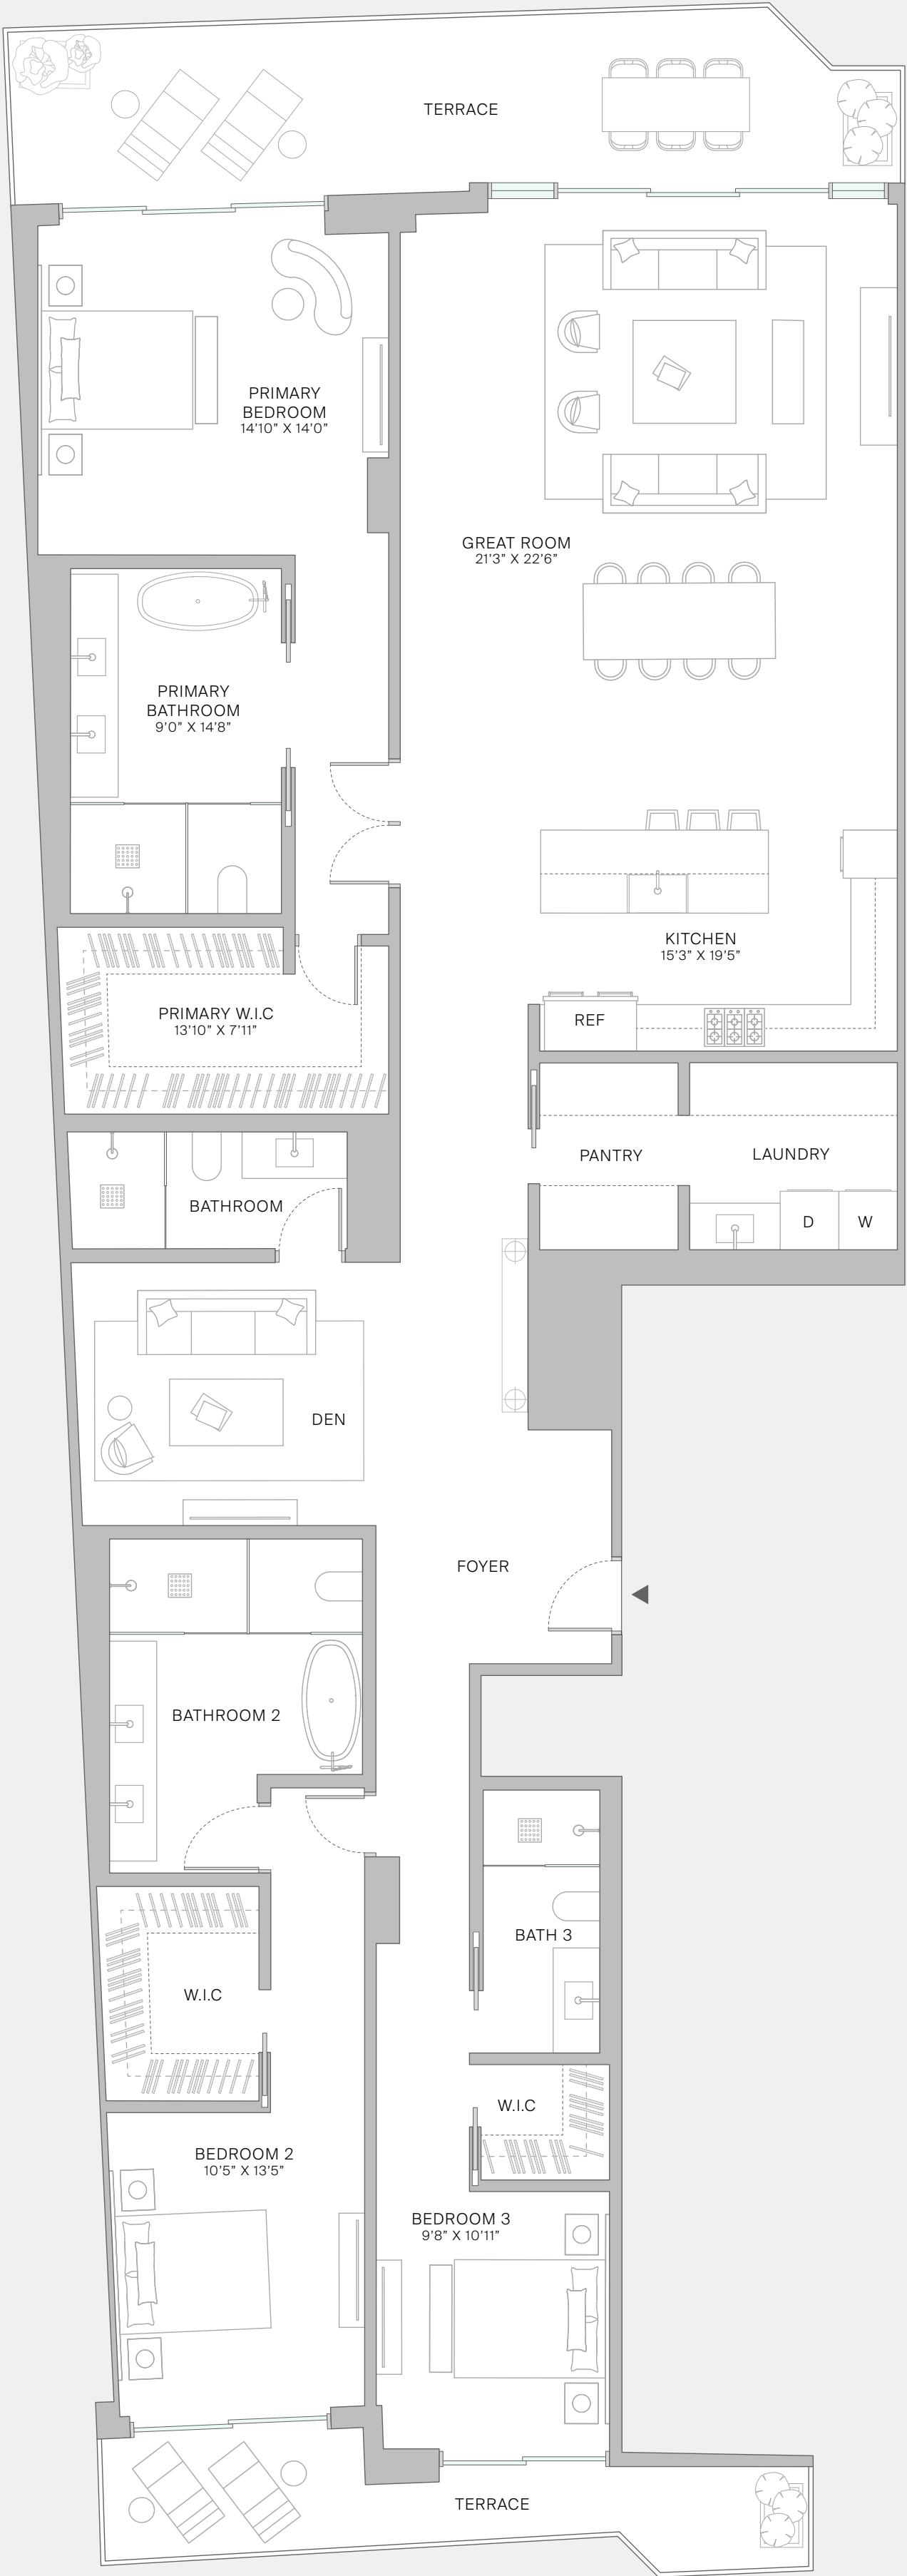 TERRACE
PRIMARY
BEDROOM
14'10" X 14'0"
GREAT ROOM
21'3" X 22'6"
PRIMARY
BATHROOM
9'0" X 14'8"
KITCHEN
15'3" X 19'5"
PRIMARY W.I.C
13'10" X 7'11"
REF
PANTRY
LAUNDRY
BATHROOM
D
W
DEN
FOYER
BATHROOM 2
BATH 3
W.I.C
W.I.C
BEDROOM 2
10'5" X 13'5"
BEDROOM 3
9'8" X 10'11"
TERRACE